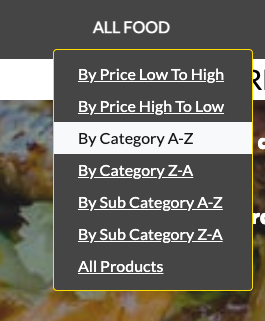 ALL FOOD
By Price Low To High
By Price High To Low
By Category A-Z
By Category Z-A
By Sub Category A-Z
By Sub Category Z-A
All Products